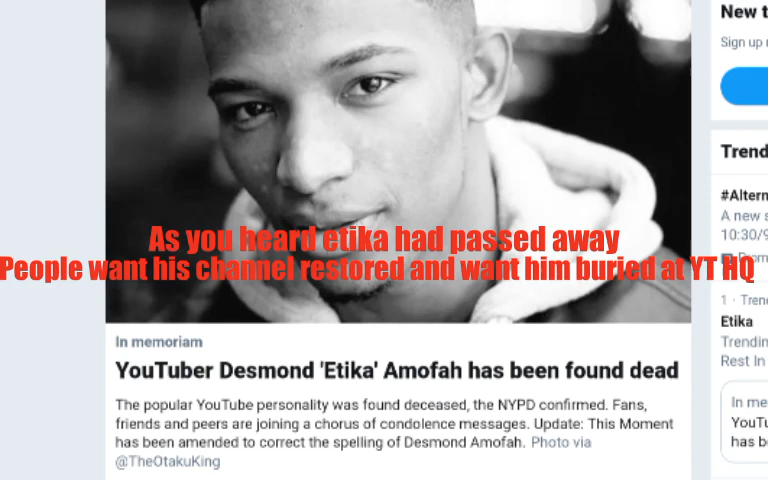 New t
Sign up
Trend
#Altern
A new s
10:30/9
As you heard etika had passed away
People want his channel restored and want him buried at YT HQ
1 · Tren
Etika
Trendin
Rest In
In memoriam
YouTuber Desmond 'Etika' Amofah has been found dead
The popular YouTube personality was found deceased, the NYPD confirmed. Fans,
friends and peers are joining a chorus of condolence messages. Update: This Moment
has been amended to correct the spelling of Desmond Amofah. Photo via
@TheOtakuKing
In me
YouTu
has b